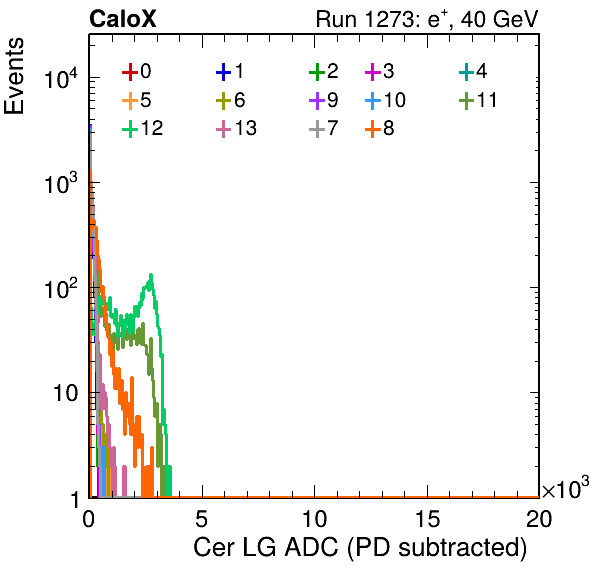 CaloX Run 1273: e⁺, 40 GeV
Events
0 1 2 3 4
5 6 9 10 11
12 13 7 8
10⁴
10³
10²
10
1
0 5 10 15 20
×10³
Cer LG ADC (PD subtracted)